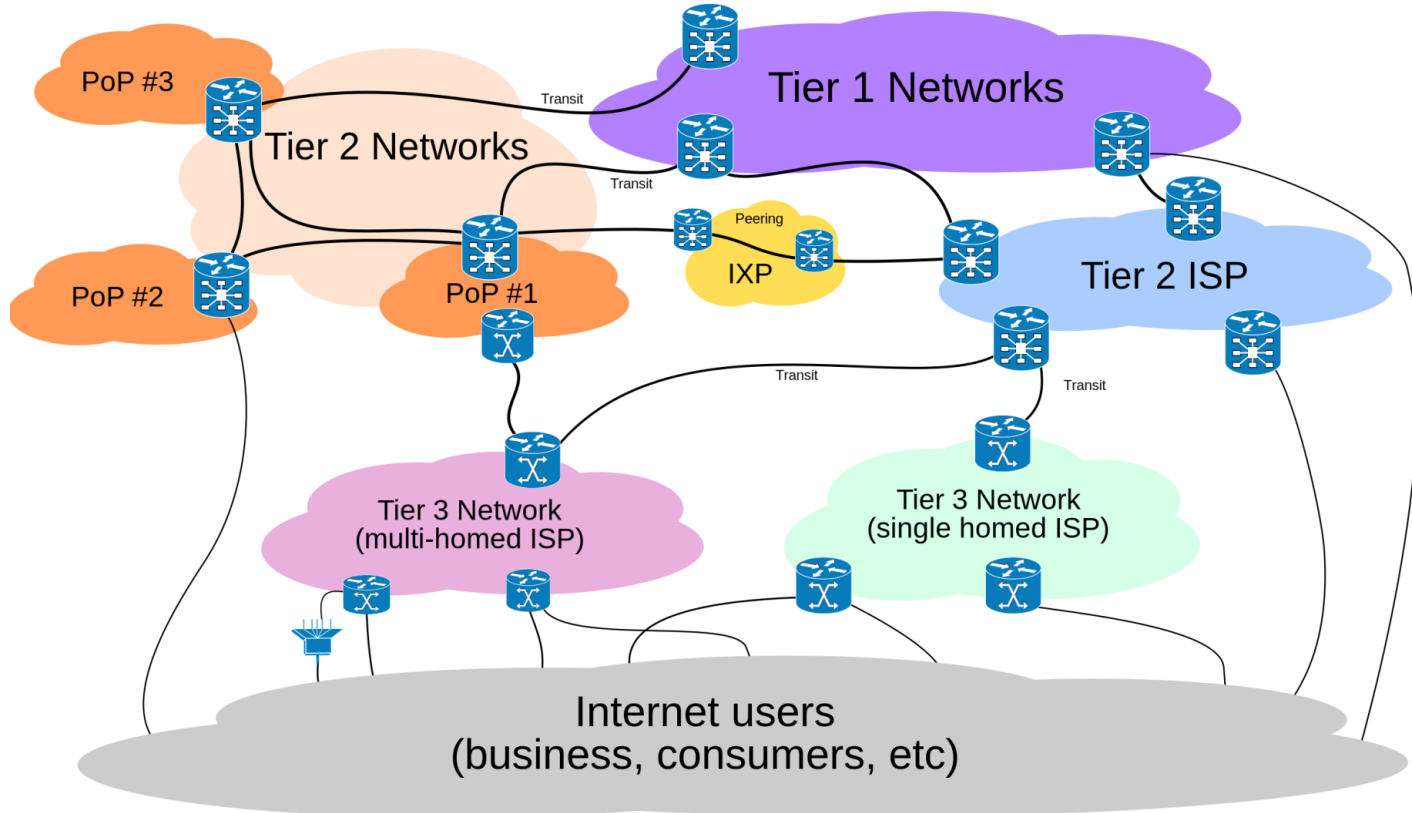 PoP #3
Transit
Tier 1 Networks
Tier 2 Networks
Transit
Peering
IXP
PoP #2
PoP #1
Tier 2 ISP
Transit
Transit
Tier 3 Network
(multi-homed ISP)
Tier 3 Network
(single homed ISP)
Internet users
(business, consumers, etc)